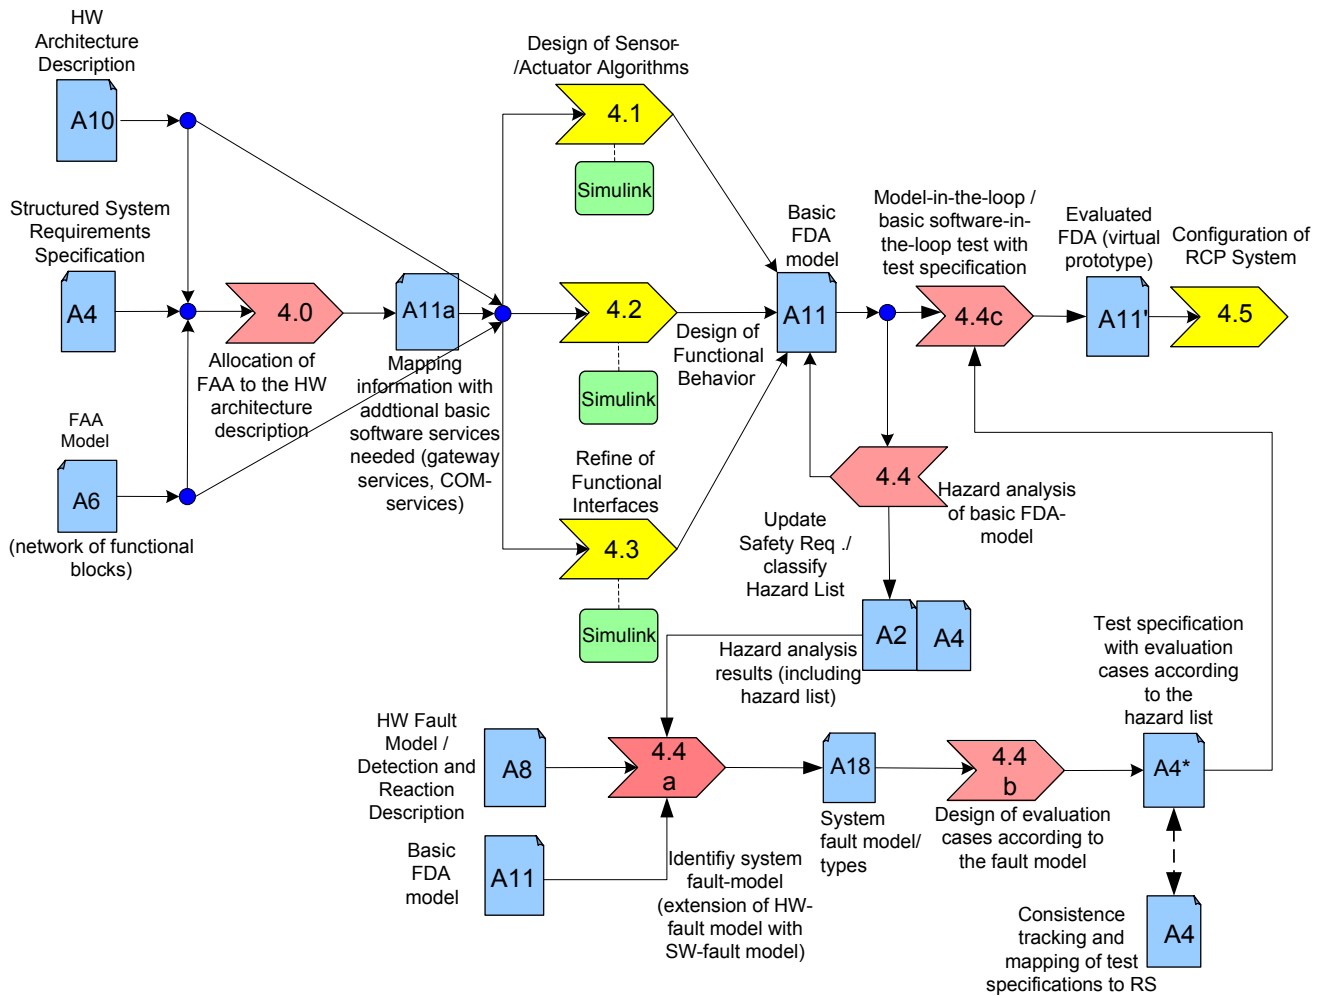 HW
Architecture
Description
A10
Structured System
Requirements
Specification
A4
FAA
Model
A6
(network of functional
blocks)
4.0
Allocation of
FAA to the HW
architecture
description
A11a
Mapping
information with
addtional basic
software services
needed (gateway
services, COM-
services)
Design of Sensor-
/Actuator Algorithms
4.1
Simulink
4.2
Simulink
Design of
Functional
Behavior
Refine of
Functional
Interfaces
4.3
Simulink
Basic
FDA
model
A11
Model-in-the-loop /
basic software-in-
the-loop test with
test specification
4.4c
Evaluated
FDA (virtual
prototype)
A11'
Configuration of
RCP System
4.5
4.4
Hazard analysis
of basic FDA-
model
Update
Safety Req ./
classify
Hazard List
A2
A4
Hazard analysis
results (including
hazard list)
HW Fault
Model /
Detection and
Reaction
Description
A8
Basic
FDA
model
A11
4.4
a
Identifiy system
fault-model
(extension of HW-
fault model with
SW-fault model)
A18
System
fault model/
types
4.4
b
Design of evaluation
cases according to
the fault model
Test specification
with evaluation
cases according
to the
hazard list
A4*
A4
Consistence
tracking and
mapping of test
specifications to RS